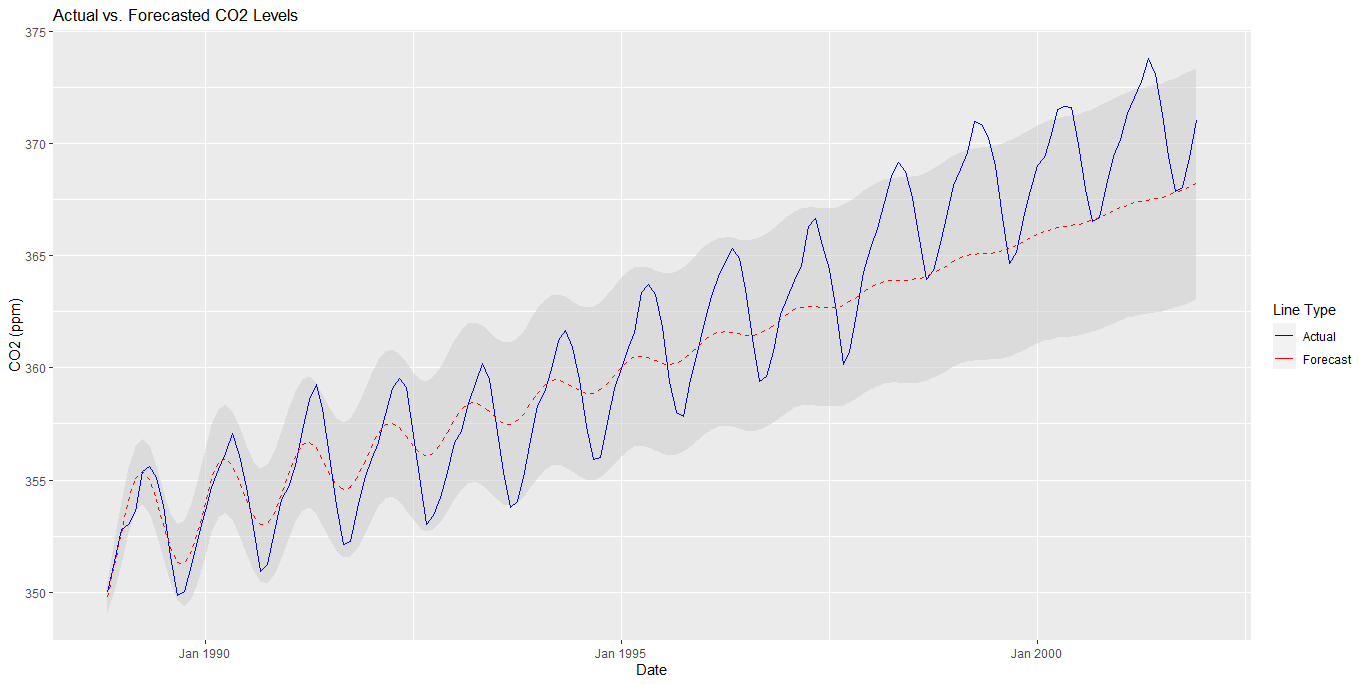 Actual vs. Forecasted CO2 Levels
375
370
365
360
355
350
CO2 (ppm)
Jan 1990
Jan 1995
Jan 2000
Date
Line Type
Actual
Forecast